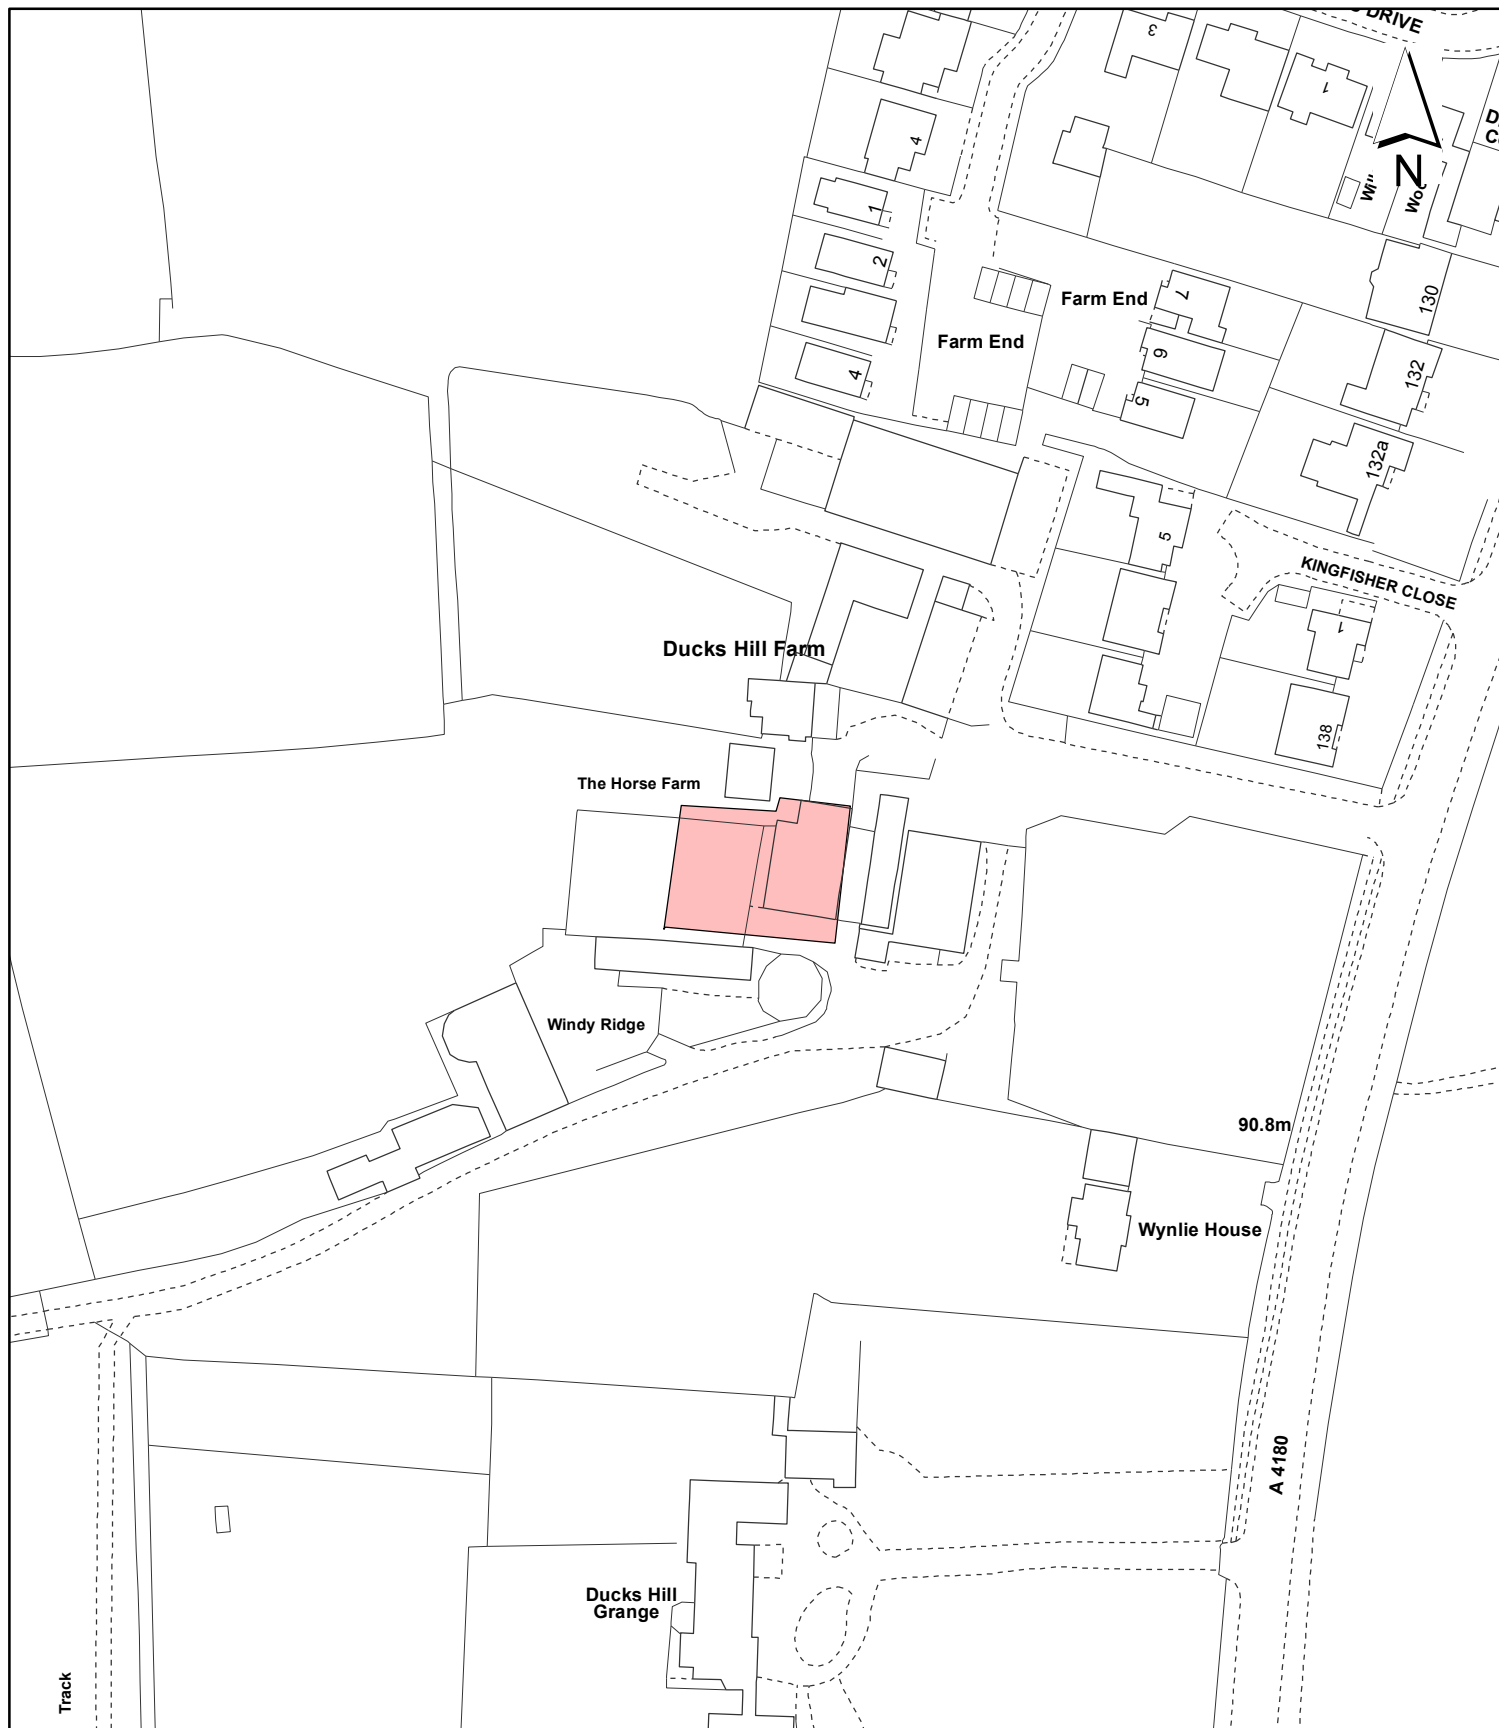 DRIVE
3
1
4
1
2
4
Farm End
Farm End
7
6
5
N
130
132
132a
5
KINGFISHER CLOSE
1
138
Ducks Hill Farm
The Horse Farm
Windy Ridge
90.8m
Wynlie House
A 4180
Ducks Hill
Grange
Track